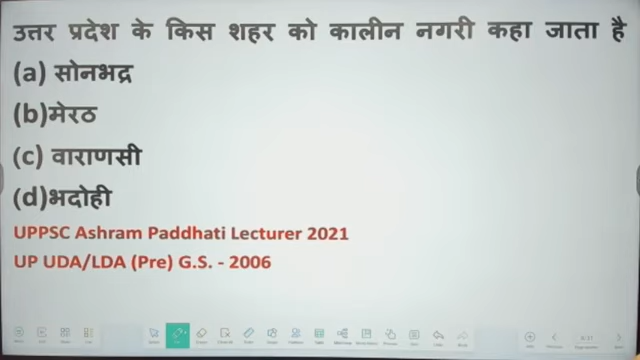 उत्तर प्रदेश के किस शहर को कालीन नगरी कहा जाता है
(a) सोनभद्र
(b)मेरठ
(c) वाराणसी
(d)भदोही
UPPSC Ashram Paddhati Lecturer 2021
UP UDA/LDA (Pre) G.S. - 2006